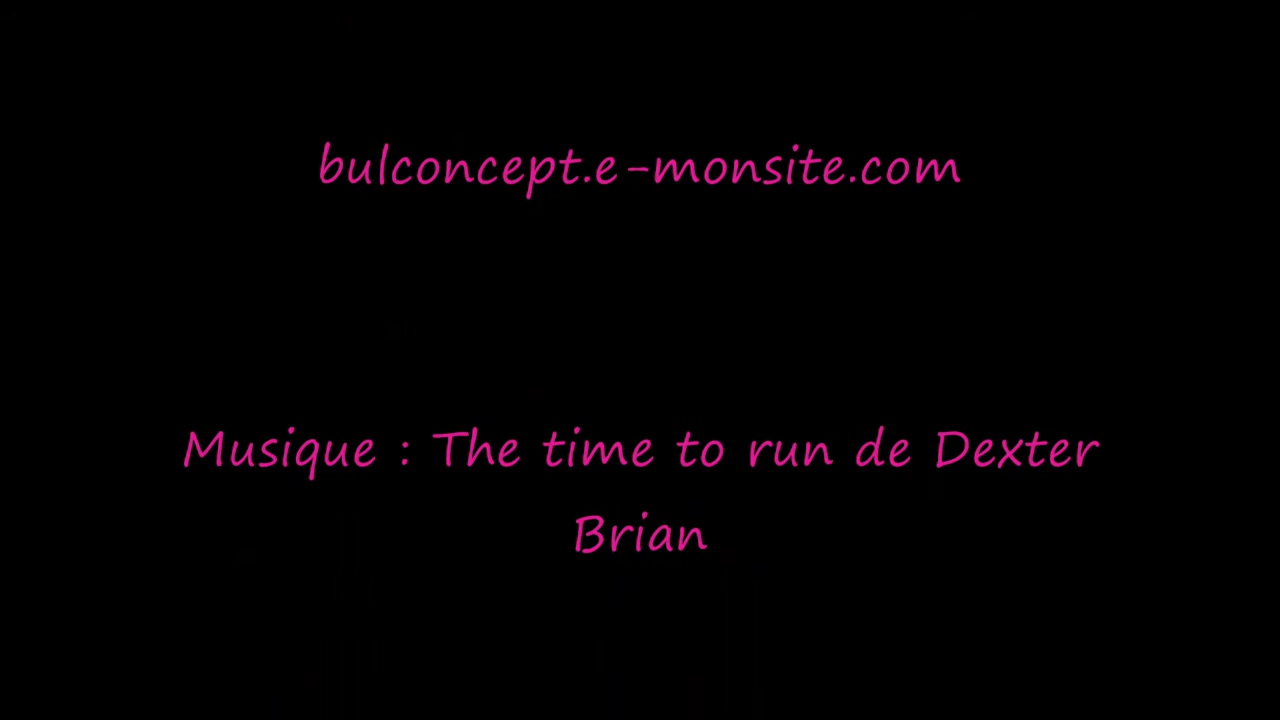 bulconcept.e-monsite.com
Musique : The time to run de Dexter
Brian